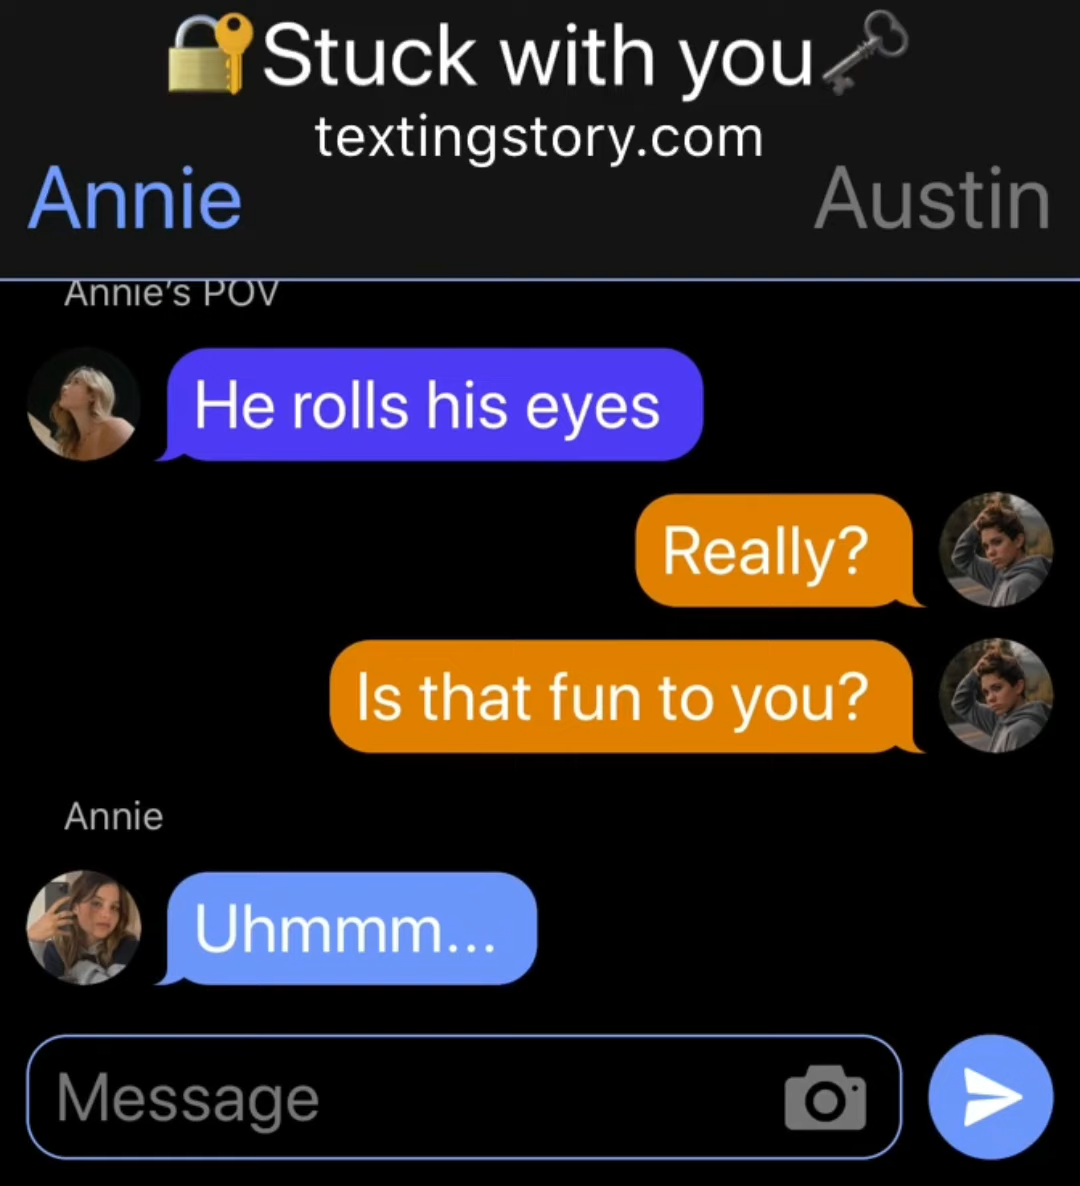 🔐Stuck with you🗝
textingstory.com
Annie Austin
Annie's POV
He rolls his eyes
Really?
Is that fun to you?
Annie
Uhmmm...
Message